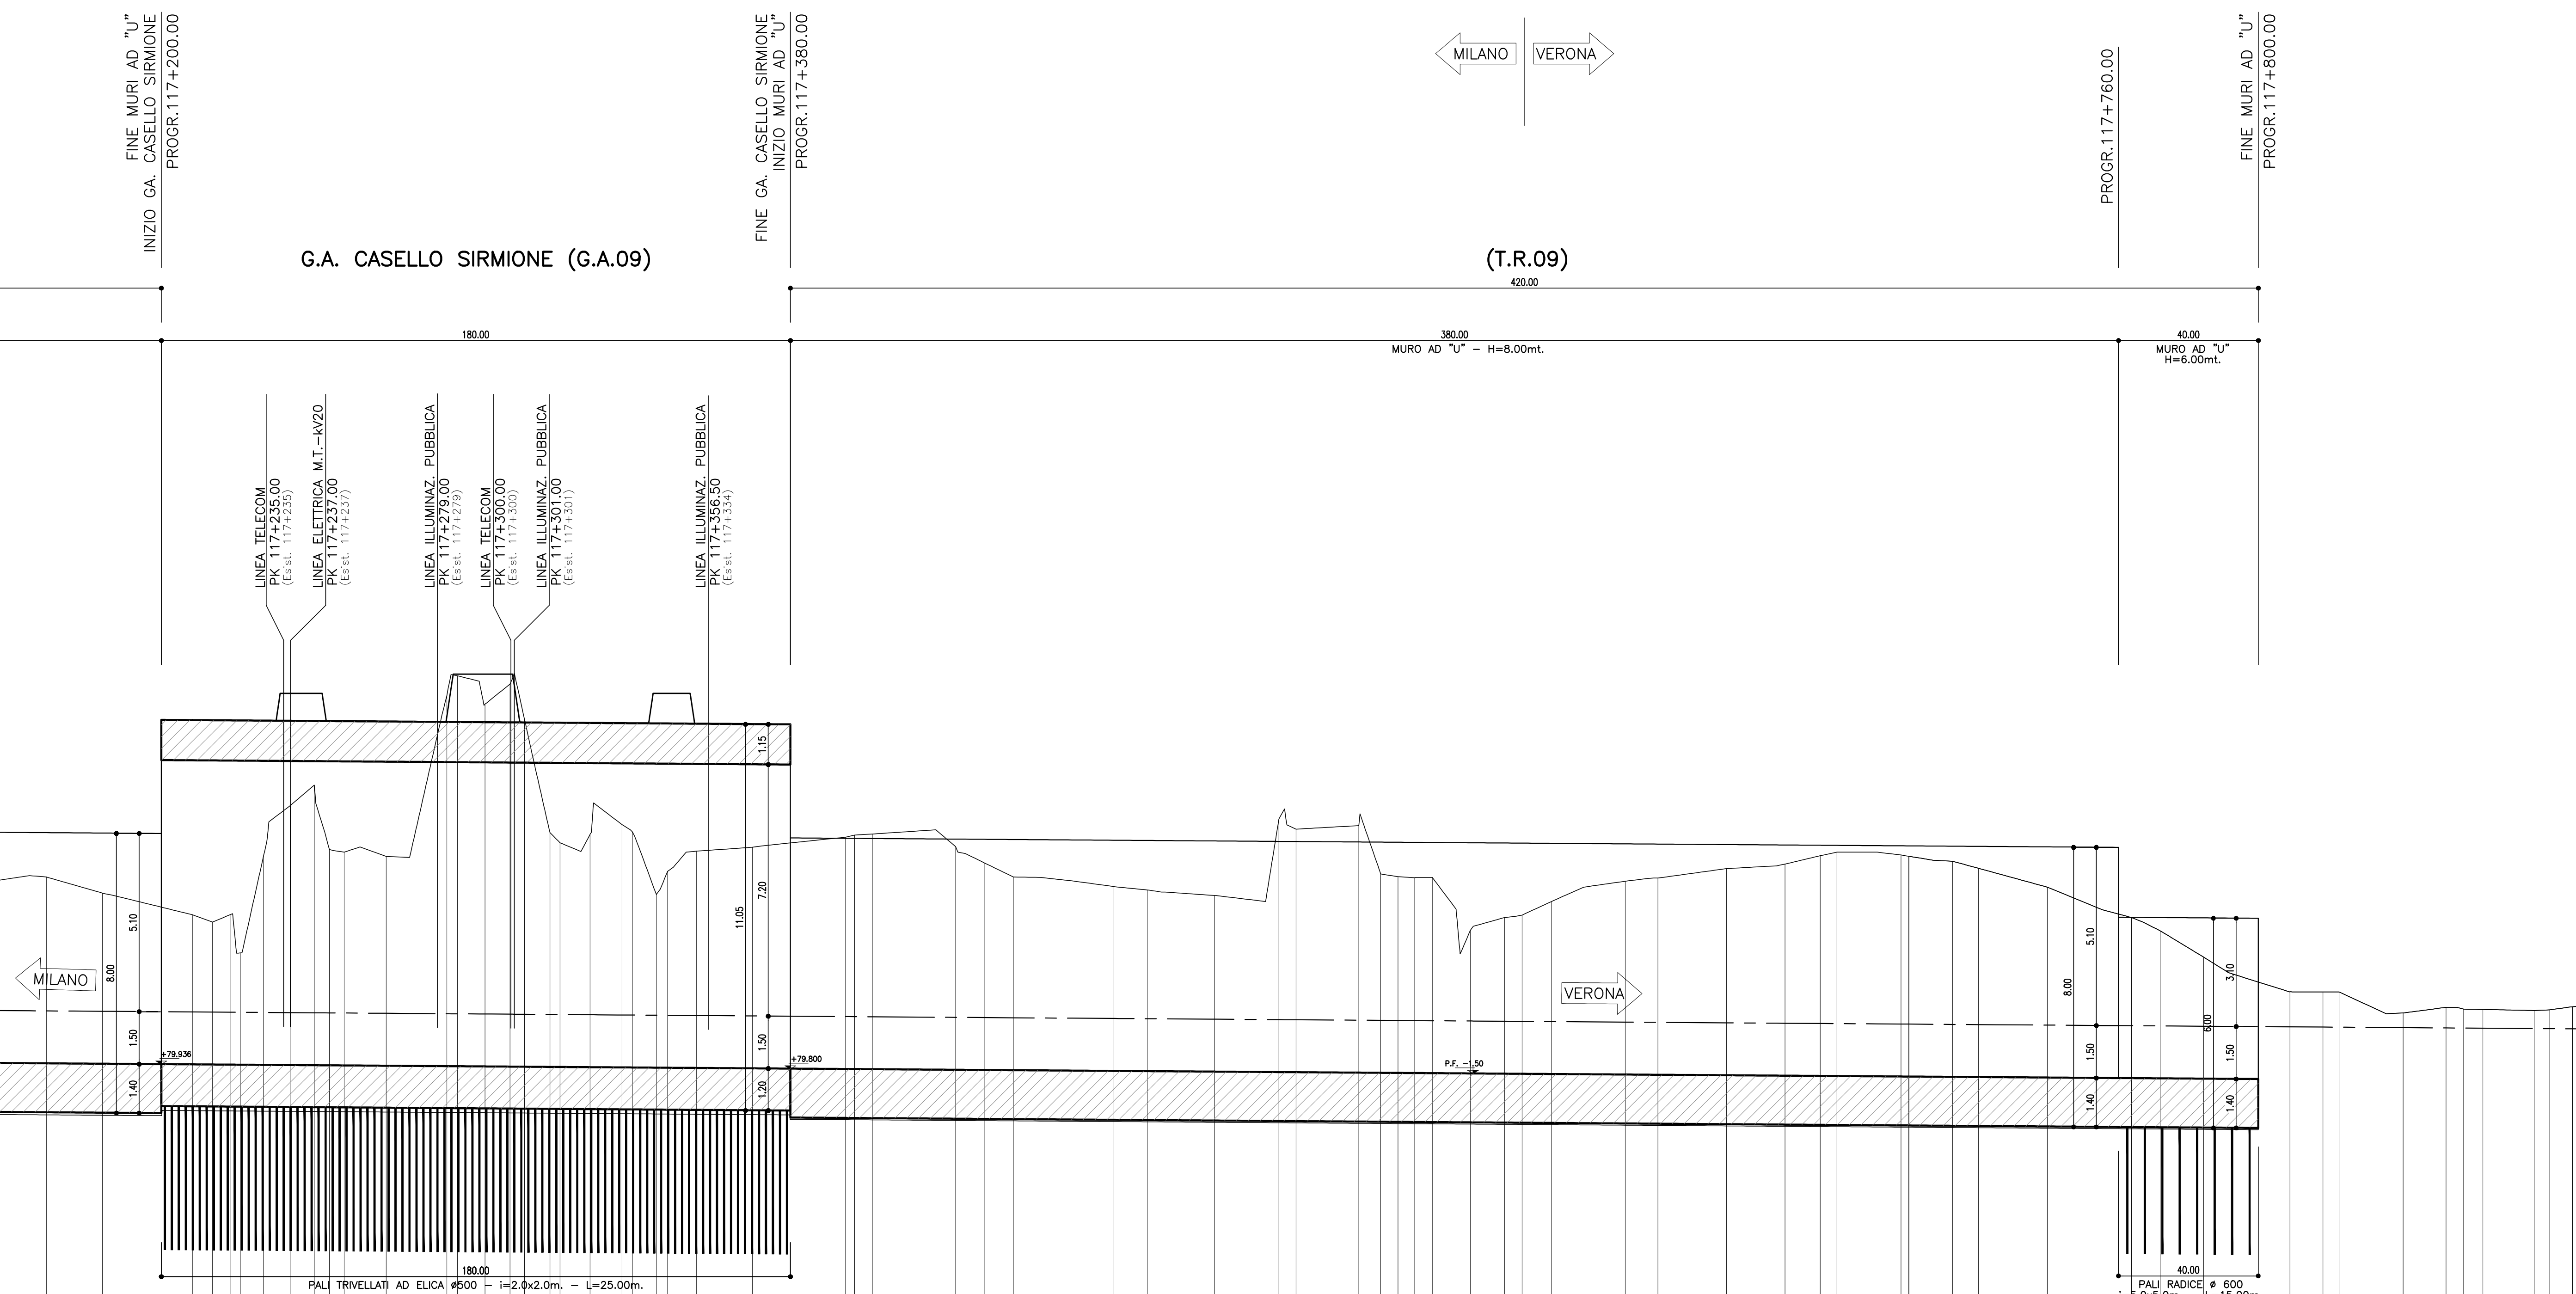 FINE MURI AD "U"
INIZIO GA. CASELLO SIRMIONE
PROGR.117+200.00
FINE GA. CASELLO SIRMIONE
INIZIO MURI AD "U"
PROGR.117+380.00
MILANO
VERONA
PROGR.117+760.00
FINE MURI AD "U"
PROGR.117+800.00
G.A. CASELLO SIRMIONE (G.A.09)
(T.R.09)
420.00
180.00
380.00
MURO AD "U" - H=8.00mt.
40.00
MURO AD "U"
H=6.00mt.
LINEA TELECOM
PK 117+235.00
(Esist. 117+235)
LINEA ELETTRICA M.T.-kV20
PK 117+237.00
(Esist. 117+237)
LINEA ILLUMINAZ. PUBBLICA
PK 117+279.00
(Esist. 117+279)
LINEA TELECOM
PK 117+300.00
(Esist. 117+300)
LINEA ILLUMINAZ. PUBBLICA
PK 117+301.00
(Esist. 117+301)
LINEA ILLUMINAZ. PUBBLICA
PK 117+356.50
(Esist. 117+334)
1.15
7.20
11.05
1.50
1.20
5.10
8.00
1.50
1.40
MILANO
VERONA
5.10
8.00
1.50
1.40
3.10
6.00
1.50
1.40
+79.936
+79.800
P.F. -1.50
180.00
PALI TRIVELLATI AD ELICA ø500 - i=2.0x2.0m. - L=25.00m.
40.00
PALI RADICE ø 600